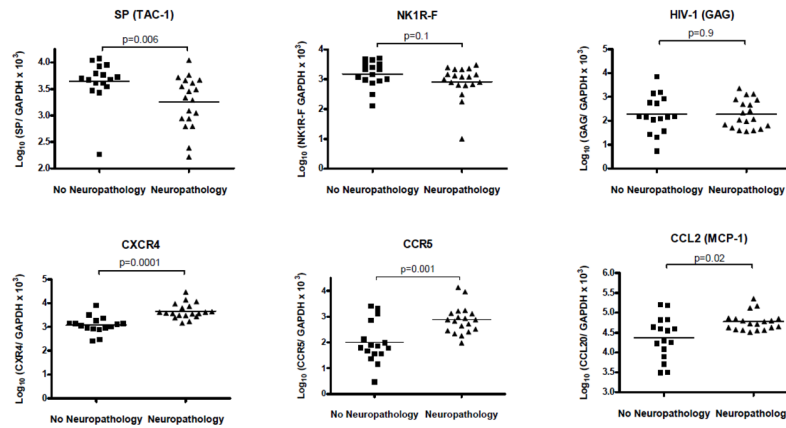 SP (TAC-1)
p=0.006
Log10 (SP/ GAPDH x 10³)
4.0
3.5
3.0
2.5
2.0
No Neuropathology Neuropathology
NK1R-F
p=0.1
Log10 (NK1R-F GAPDH x 10³)
4
3
2
1
0
No Neuropathology Neuropathology
HIV-1 (GAG)
p=0.9
Log10 (GAG/ GAPDH x 10³)
5
4
3
2
1
0
No Neuropathology Neuropathology
CXCR4
p=0.0001
Log10 (CXR4/ GAPDH x 10³)
5
4
3
2
1
0
No Neuropathology Neuropathology
CCR5
p=0.001
Log10 (CCR5/ GAPDH x 10³)
5
4
3
2
1
0
No Neuropathology Neuropathology
CCL2 (MCP-1)
p=0.02
Log10 (CCL20/ GAPDH x 10³)
6.0
5.5
5.0
4.5
4.0
3.5
3.0
No Neuropathology Neuropathology